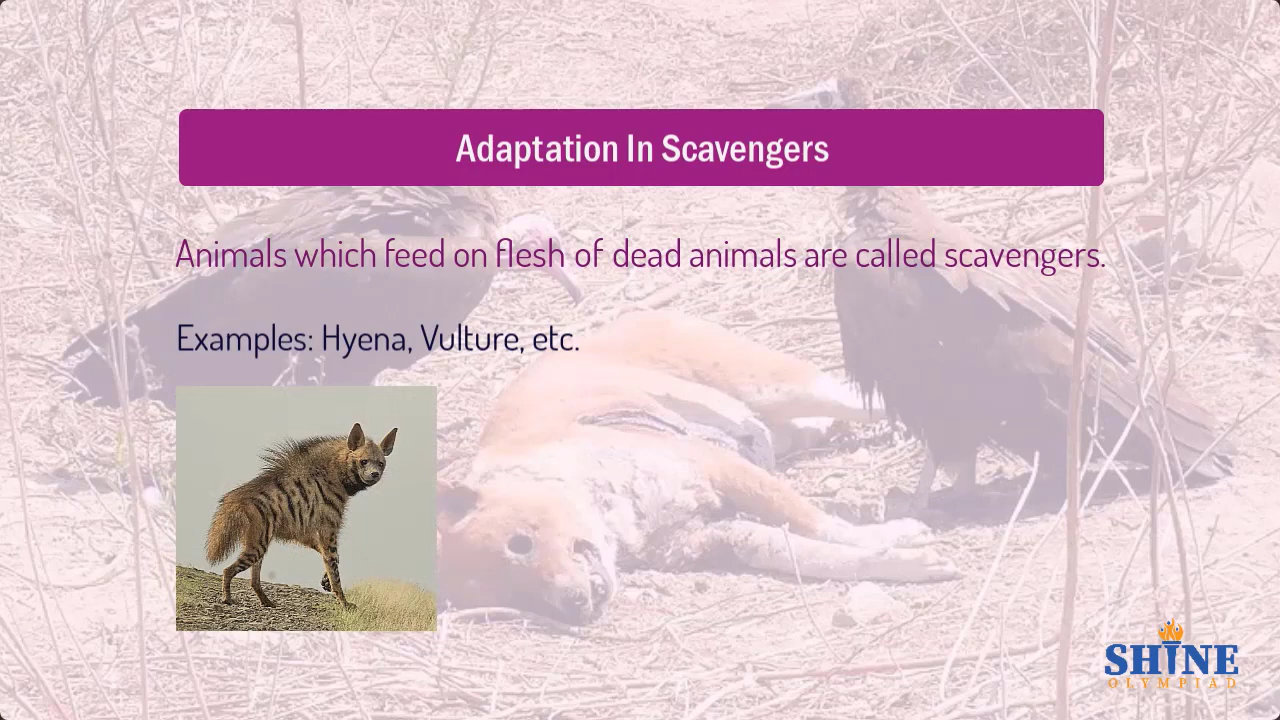 Adaptation In Scavengers
Animals which feed on flesh of dead animals are called scavengers.
Examples: Hyena, Vulture, etc.
SHINE
OLYMPIAD